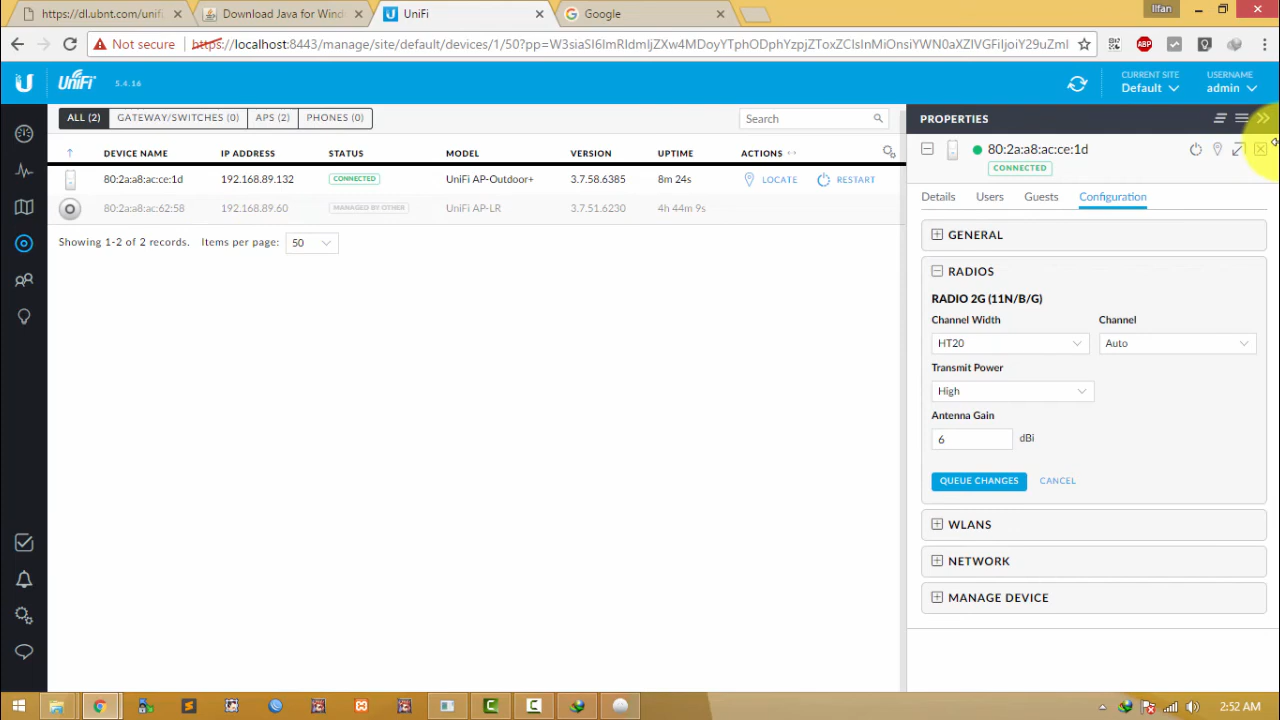 https://dl.ubnt.com/unifi
Download Java for Wind
UniFi
Google
Ilfan
Not secure https://localhost:8443/manage/site/default/devices/1/50?pp=
ABP
UniFi 5.4.16
CURRENT SITE
Default
USERNAME
admin
ALL (2) GATEWAY/SWITCHES (0) APS (2) PHONES (0)
Search
PROPERTIES
DEVICE NAME IP ADDRESS STATUS MODEL VERSION UPTIME ACTIONS
80:2a:a8:ac:ce:1d 192.168.89.132 CONNECTED UniFi AP-Outdoor+ 3.7.58.6385 8m 24s LOCATE RESTART
80:2a:a8:ac:62:58 192.168.89.60 MANAGED BY OTHER UniFi AP-LR 3.7.51.6230 4h 44m 9s
Showing 1-2 of 2 records. Items per page: 50
80:2a:a8:ac:ce:1d
CONNECTED
Details Users Guests Configuration
GENERAL
RADIOS
RADIO 2G (11N/B/G)
Channel Width Channel
HT20 Auto
Transmit Power
High
Antenna Gain
6 dBi
QUEUE CHANGES CANCEL
WLANS
NETWORK
MANAGE DEVICE
2:52 AM